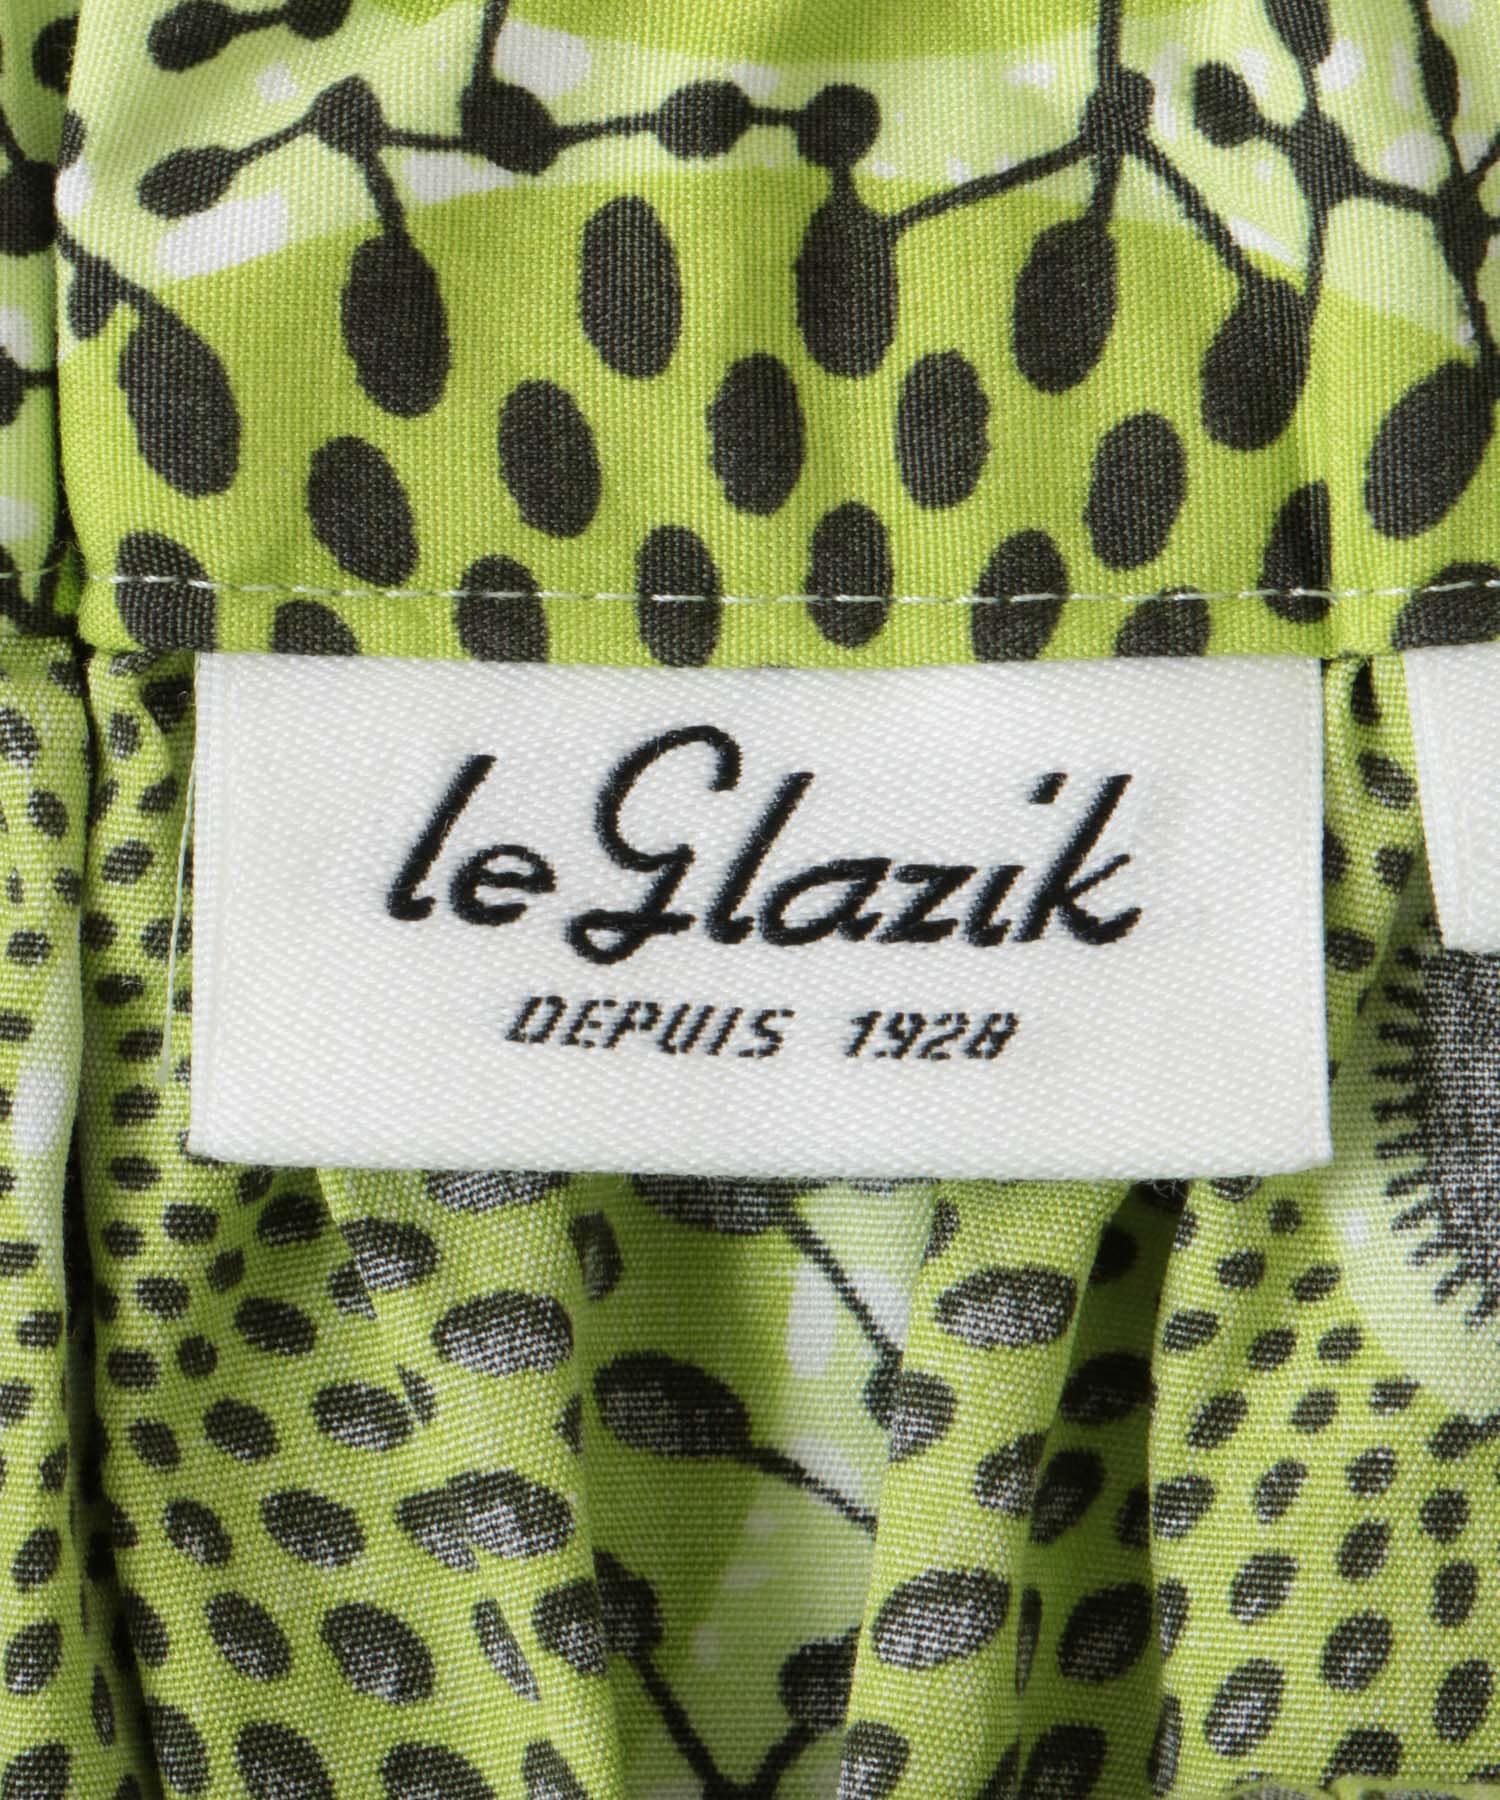 le Glazik
DEPUIS 1928